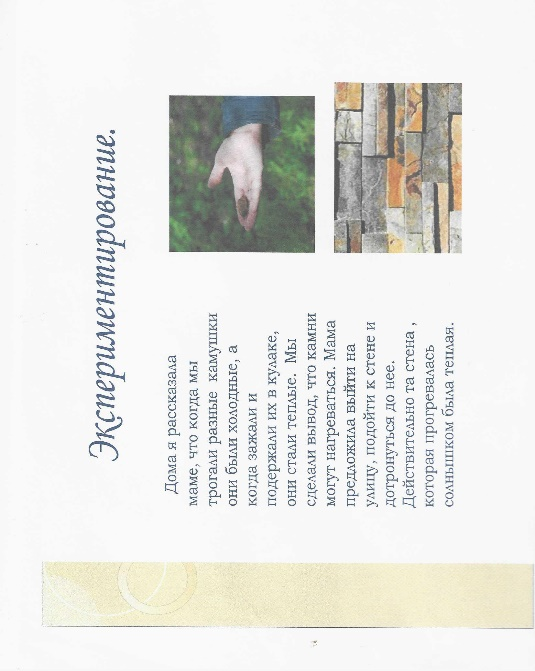 Экспериментирование.
Дома я рассказала
маме, что когда мы
трогали разные камушки
они были холодные, а
когда зажали и
подержали их в кулаке,
они стали теплые. Мы
сделали вывод, что камни
могут нагреваться. Мама
предложила выйти на
улицу, подойти к стене и
дотронуться до нее.
Действительно та стена ,
которая прогревалась
солнышком была теплая.